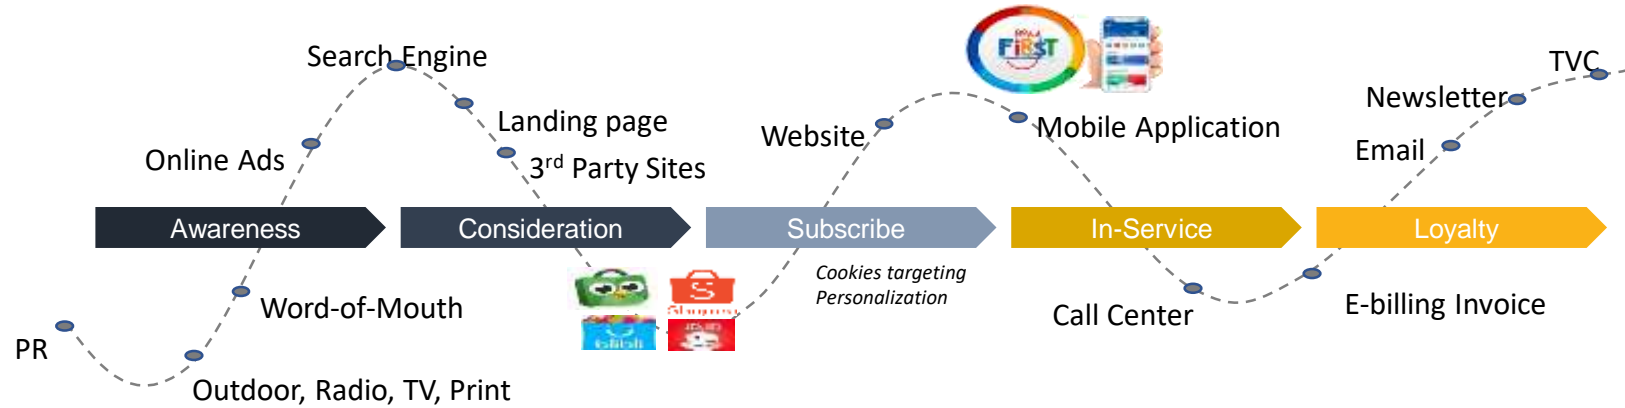 Search Engine
FiRST
TVC
Newsletter
Landing page
Website
Mobile Application
Online Ads
3rd Party Sites
Email
Awareness
Consideration
Subscribe
In-Service
Loyalty
Cookies targeting
Personalization
Word-of-Mouth
Call Center
E-billing Invoice
PR
Outdoor, Radio, TV, Print